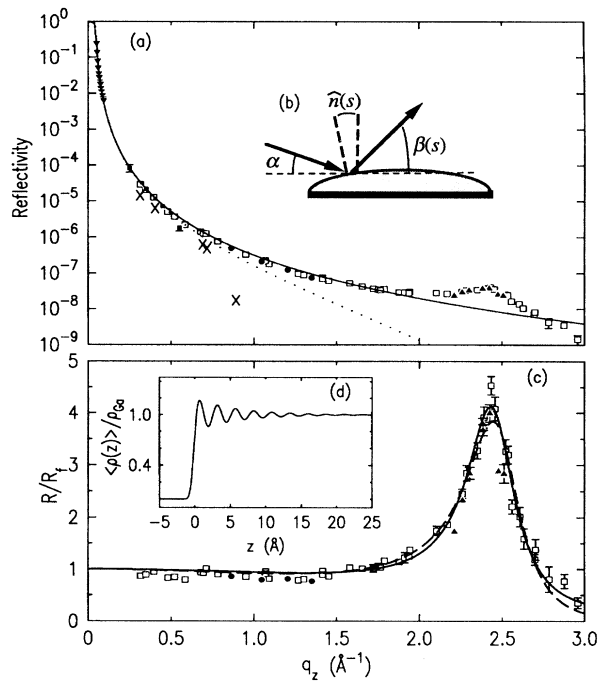 10⁰
10⁻¹
10⁻²
10⁻³
10⁻⁴
10⁻⁵
10⁻⁶
10⁻⁷
10⁻⁸
10⁻⁹
Reflectivity
(a)
(b)
n̂(s)
α
β(s)
5
4
3
2
1
0
R/R_f
(c)
(d)
1.0
0.4
<ρ(z)>/ρ_Ga
-5 0 5 10 15 20 25
z (Å)
0 0.5 1.0 1.5 2.0 2.5 3.0
q_z (Å⁻¹)